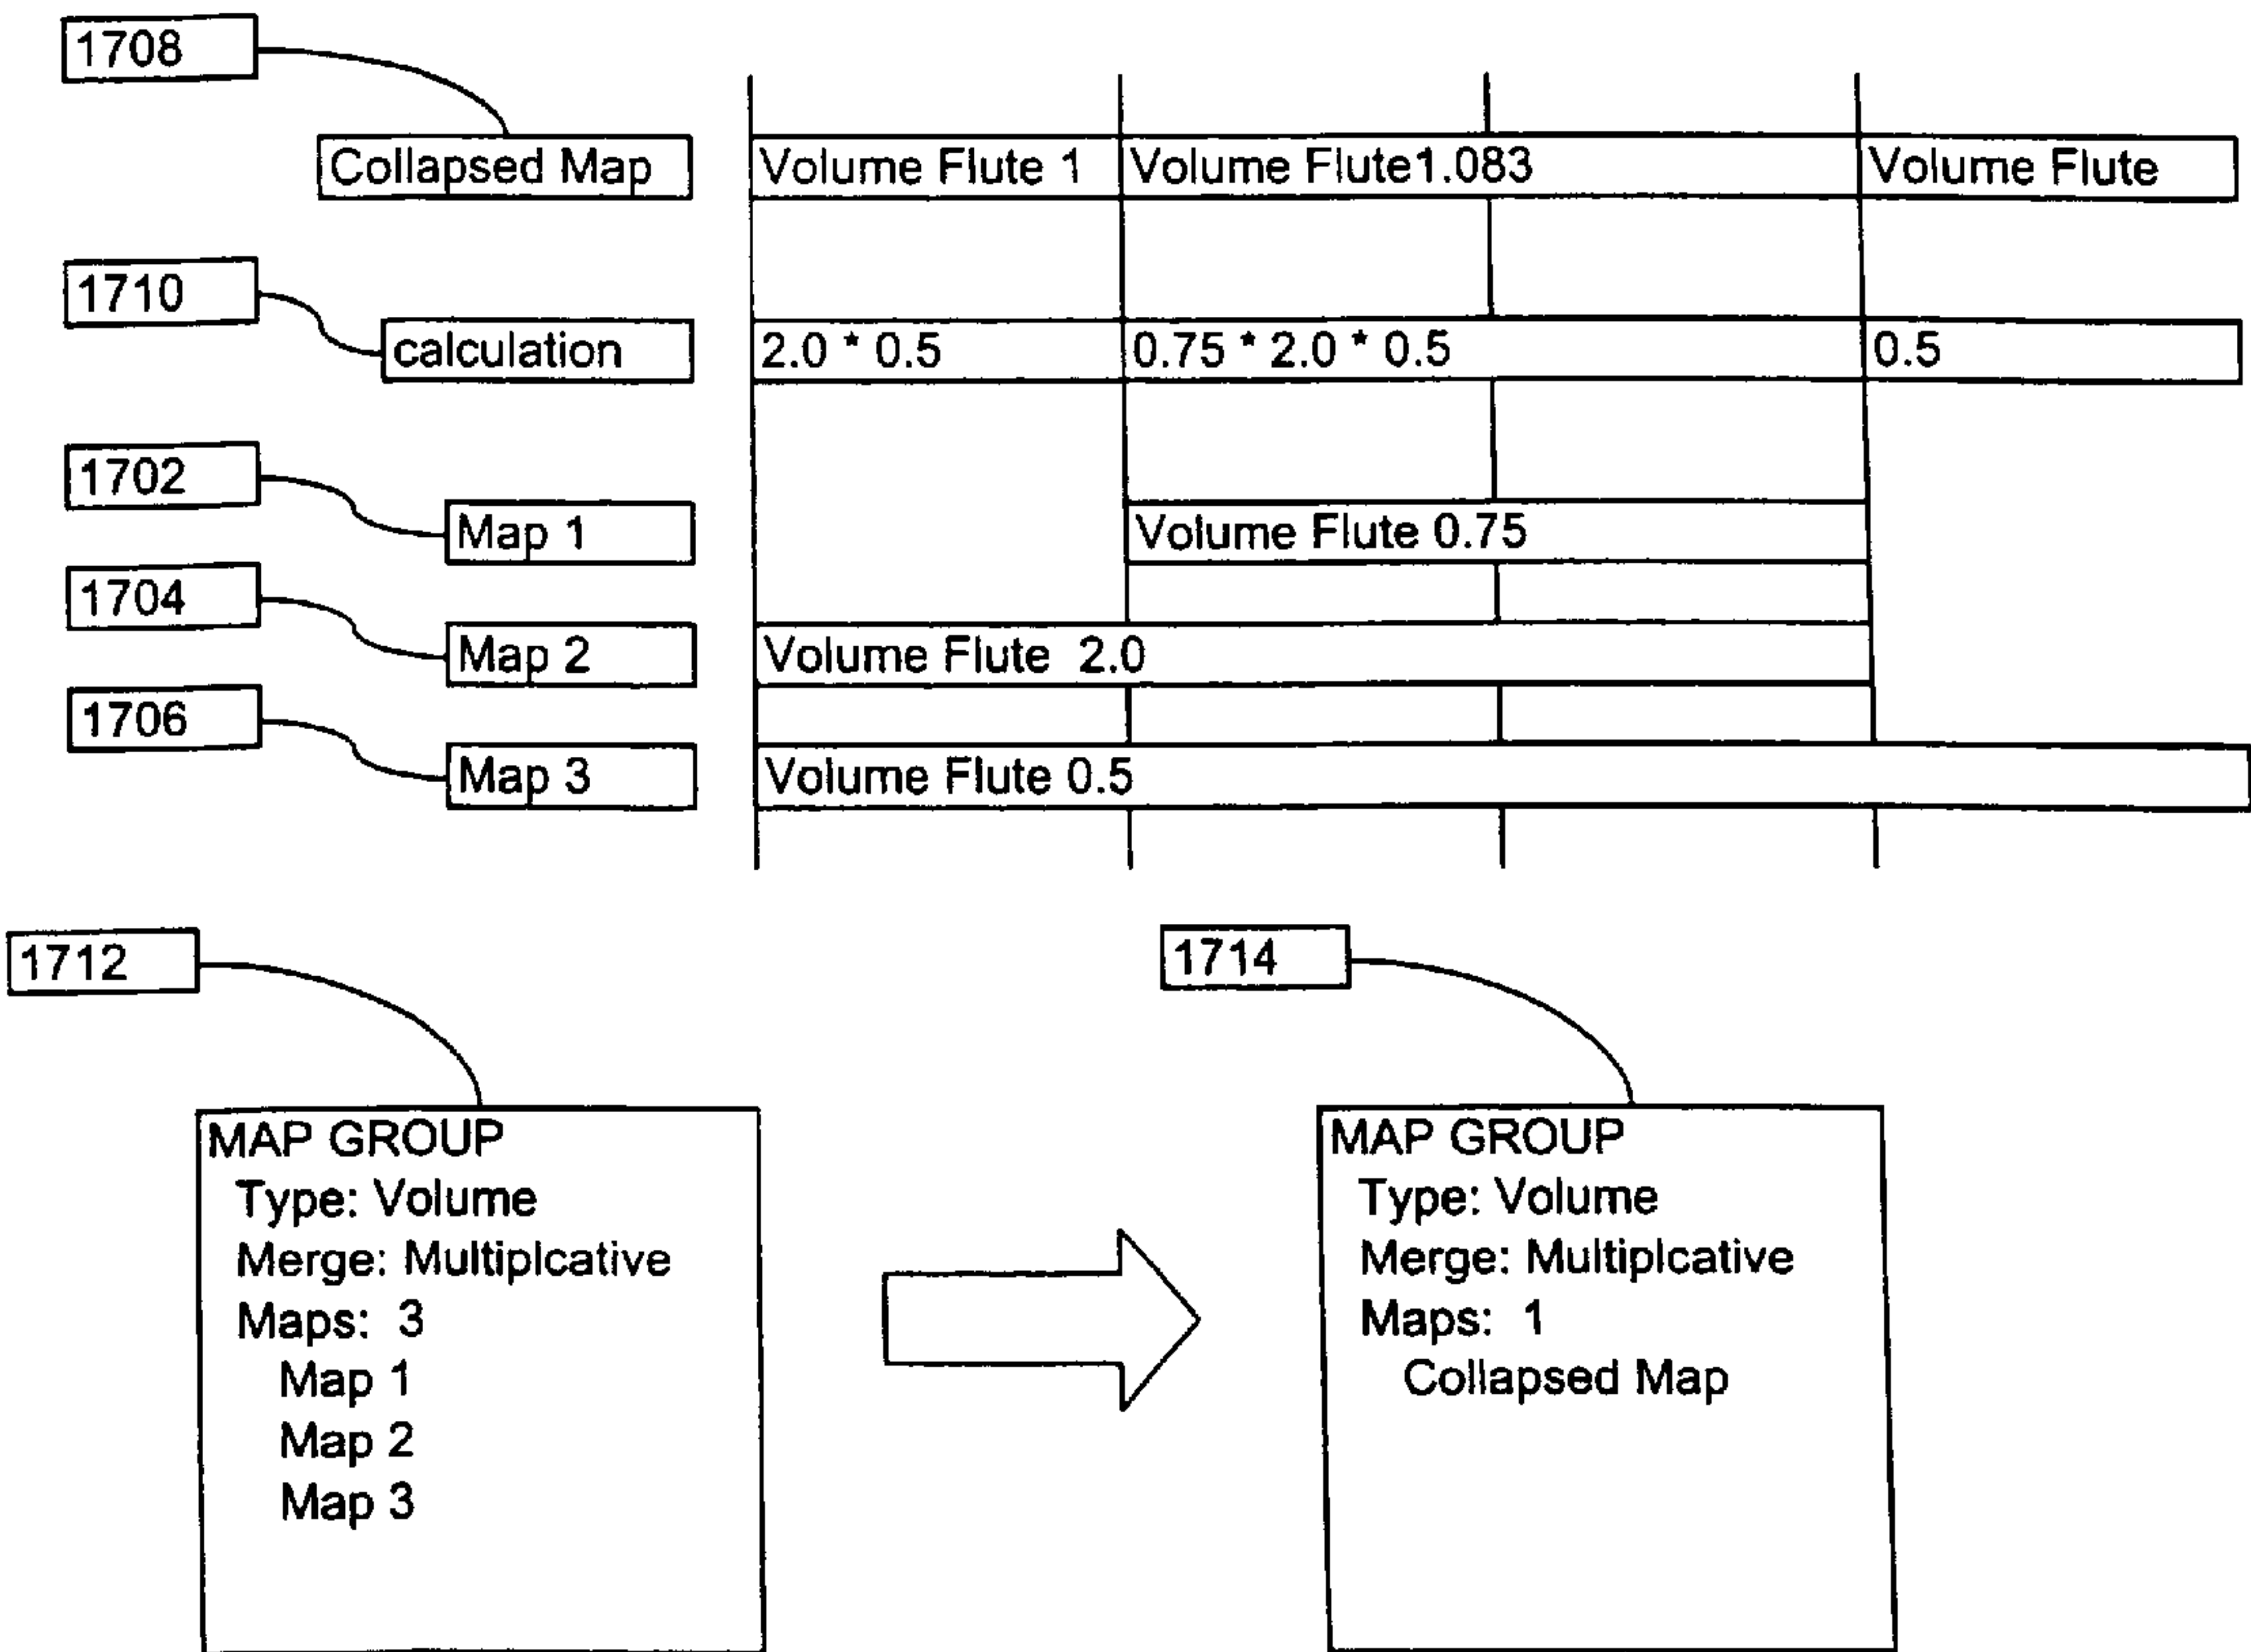 1708
Collapsed Map
Volume Flute 1
Volume Flute1.083
Volume Flute
1710
calculation
2.0 * 0.5
0.75 * 2.0 * 0.5
0.5
1702
Map 1
Volume Flute 0.75
1704
Map 2
Volume Flute 2.0
1706
Map 3
Volume Flute 0.5
1712
MAP GROUP
Type: Volume
Merge: Multiplcative
Maps: 3
Map 1
Map 2
Map 3
1714
MAP GROUP
Type: Volume
Merge: Multiplcative
Maps: 1
Collapsed Map